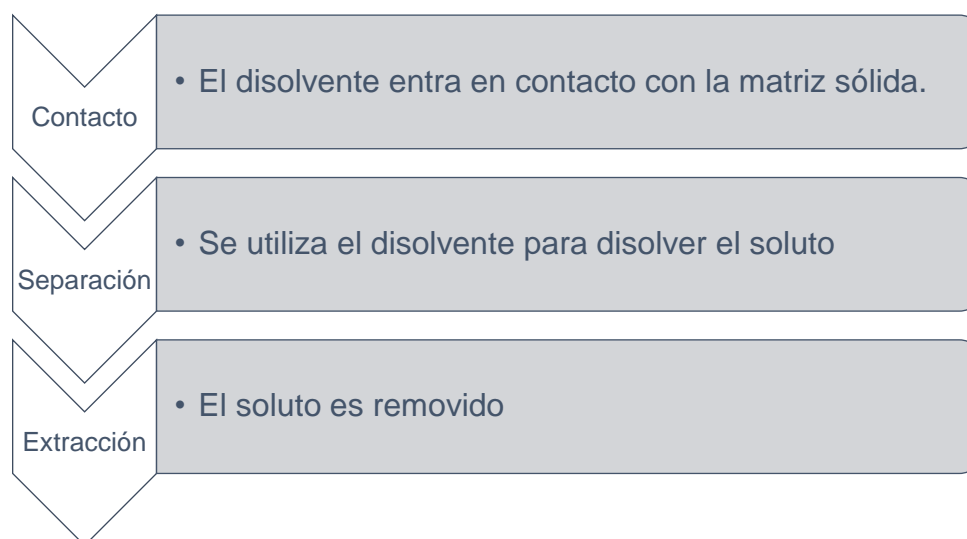 Contacto
• El disolvente entra en contacto con la matriz sólida.
Separación
• Se utiliza el disolvente para disolver el soluto
Extracción
• El soluto es removido